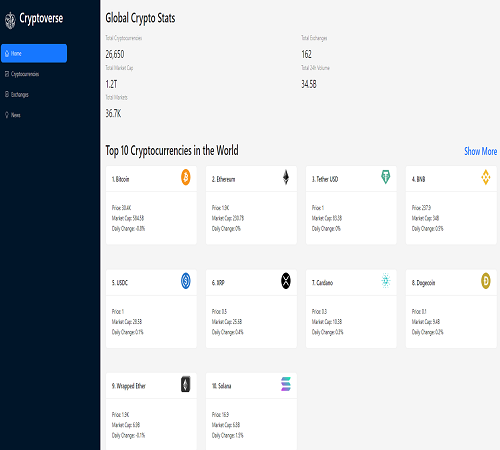 Cryptoverse
Home
Cryptocurrencies
Exchanges
News
Global Crypto Stats
Total Cryptocurrencies
26,650
Total Exchanges
162
Total Market Cap
1.2T
Total 24h Volume
34.5B
Total Markets
36.7K
Top 10 Cryptocurrencies in the World
Show More
1. Bitcoin
Price: 30.4K
Market Cap: 584.5B
Daily Change: -0.8%
2. Ethereum
Price: 1.9K
Market Cap: 230.7B
Daily Change: 0%
3. Tether USD
Price: 1
Market Cap: 83.3B
Daily Change: 0%
4. BNB
Price: 237.9
Market Cap: 34B
Daily Change: 0.5%
5. USDC
Price: 1
Market Cap: 28.5B
Daily Change: 0.1%
6. XRP
Price: 0.5
Market Cap: 25.6B
Daily Change: 0.4%
7. Cardano
Price: 0.3
Market Cap: 10.3B
Daily Change: 0.3%
8. Dogecoin
Price: 0.1
Market Cap: 9.4B
Daily Change: 0.2%
9. Wrapped Ether
Price: 1.9K
Market Cap: 6.9B
Daily Change: -0.1%
10. Solana
Price: 16.9
Market Cap: 6.8B
Daily Change: 1.5%